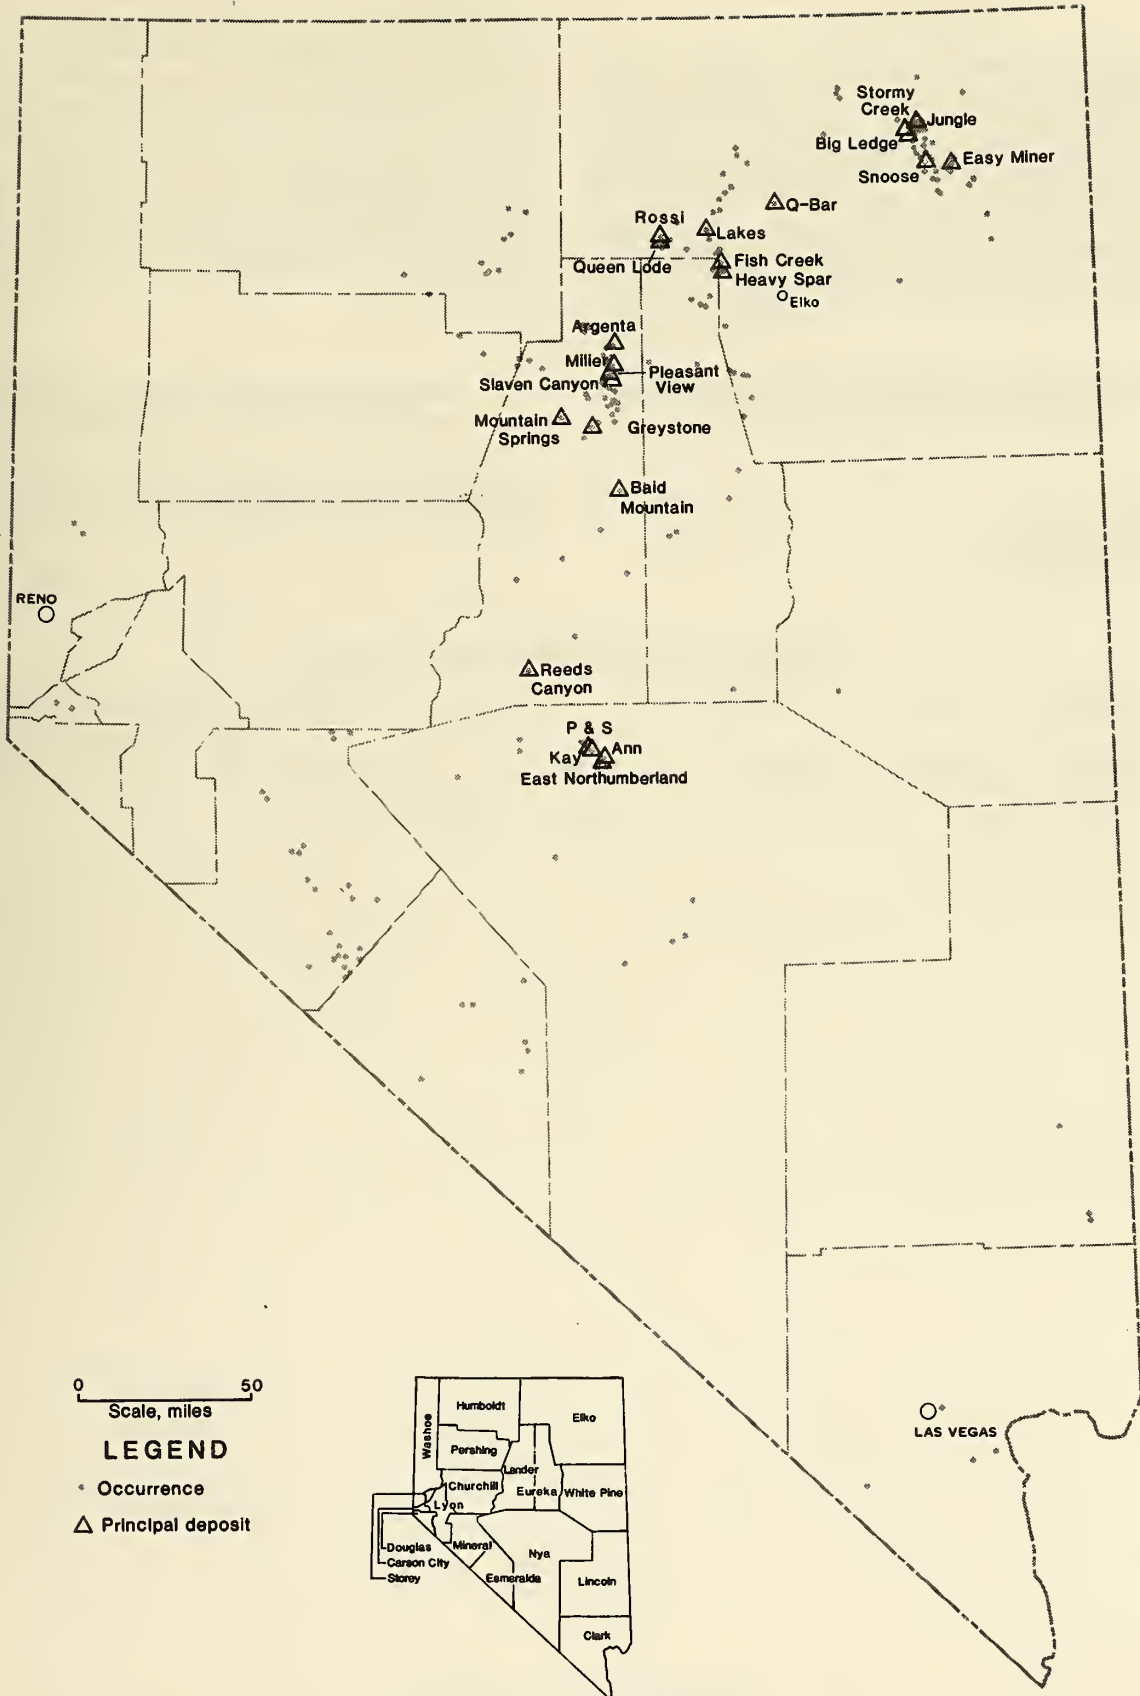 Stormy
Creek
Jungle
Big Ledge
Easy Miner
Snoose
Q-Bar
Rossi
Lakes
Queen Lode
Fish Creek
Heavy Spar
Elko
Argenta
Miller
Pleasant
View
Slaven Canyon
Mountain
Springs
Greystone
Bald
Mountain
RENO
Reeds
Canyon
P & S
Kay
Ann
East Northumberland
LAS VEGAS
0 50
Scale, miles
LEGEND
Occurrence
Principal deposit
Washoe
Humboldt
Elko
Pershing
Lander
Churchill
Eureka
White Pine
Lyon
Douglas
Carson City
Storey
Mineral
Nya
Esmeralda
Lincoln
Clark